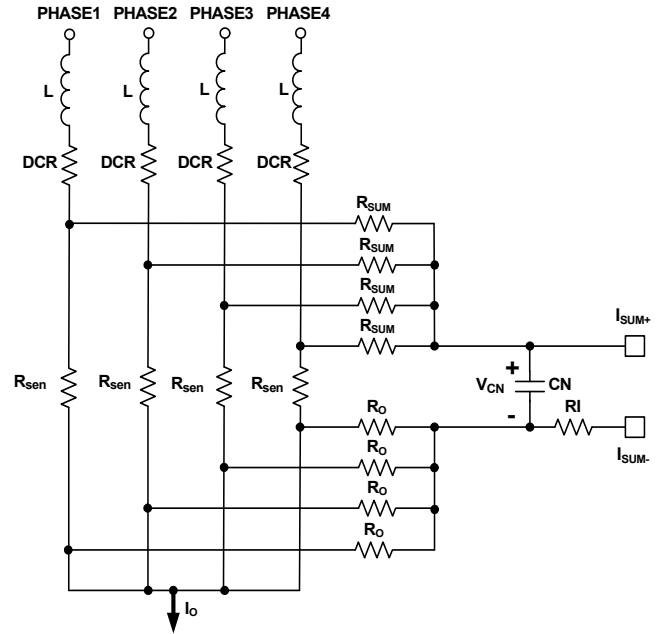 PHASE1 PHASE2 PHASE3 PHASE4
L L L L
DCR DCR DCR DCR
RSUM
RSUM
RSUM
RSUM
ISUM+
Rsen Rsen Rsen Rsen
+
VCN CN
-
RI
ISUM-
RO
RO
RO
RO
IO